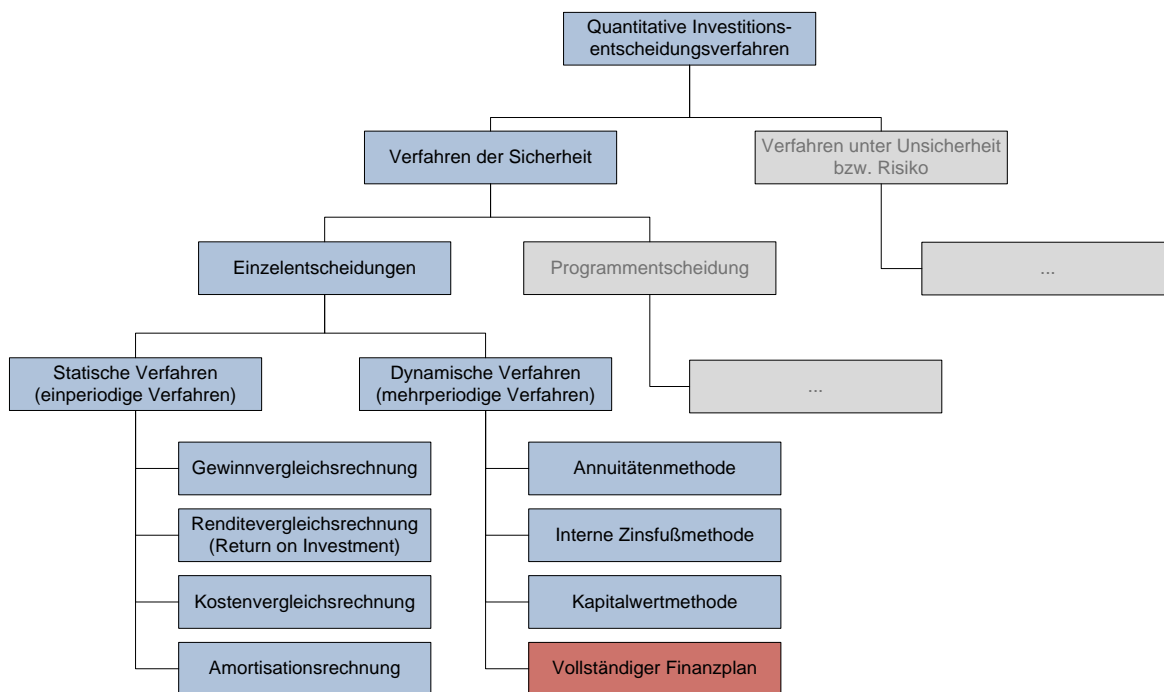 Quantitative Investitions-
entscheidungsverfahren
Verfahren der Sicherheit
Verfahren unter Unsicherheit
bzw. Risiko
Einzelentscheidungen
Programmentscheidung
...
Statische Verfahren
(einperiodige Verfahren)
Dynamische Verfahren
(mehrperiodige Verfahren)
...
Gewinnvergleichsrechnung
Annuitätenmethode
Renditevergleichsrechnung
(Return on Investment)
Interne Zinsfußmethode
Kostenvergleichsrechnung
Kapitalwertmethode
Amortisationsrechnung
Vollständiger Finanzplan